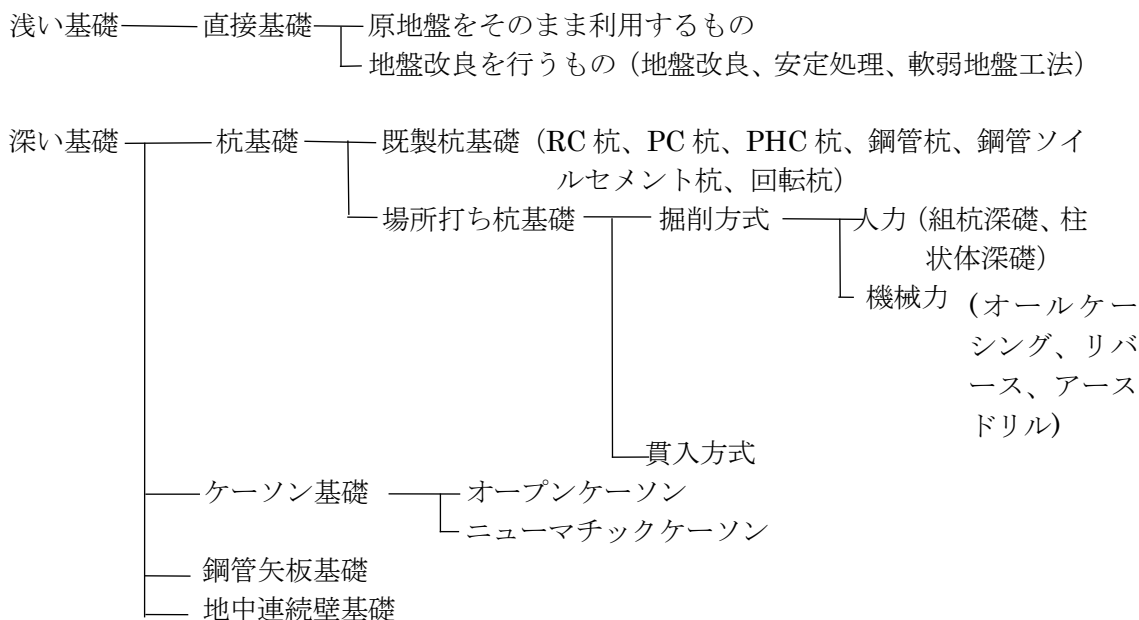 浅い基礎 直接基礎 原地盤をそのまま利用するもの
地盤改良を行うもの（地盤改良、安定処理、軟弱地盤工法）
深い基礎 杭基礎 既製杭基礎（RC 杭、PC 杭、PHC 杭、鋼管杭、鋼管ソイ
ルセメント杭、回転杭）
場所打ち杭基礎 掘削方式 人力（組杭深礎、柱
状体深礎）
機械力 (オールケー
シング、リバ
ース、アース
ドリル)
貫入方式
ケーソン基礎 オープンケーソン
ニューマチックケーソン
鋼管矢板基礎
地中連続壁基礎